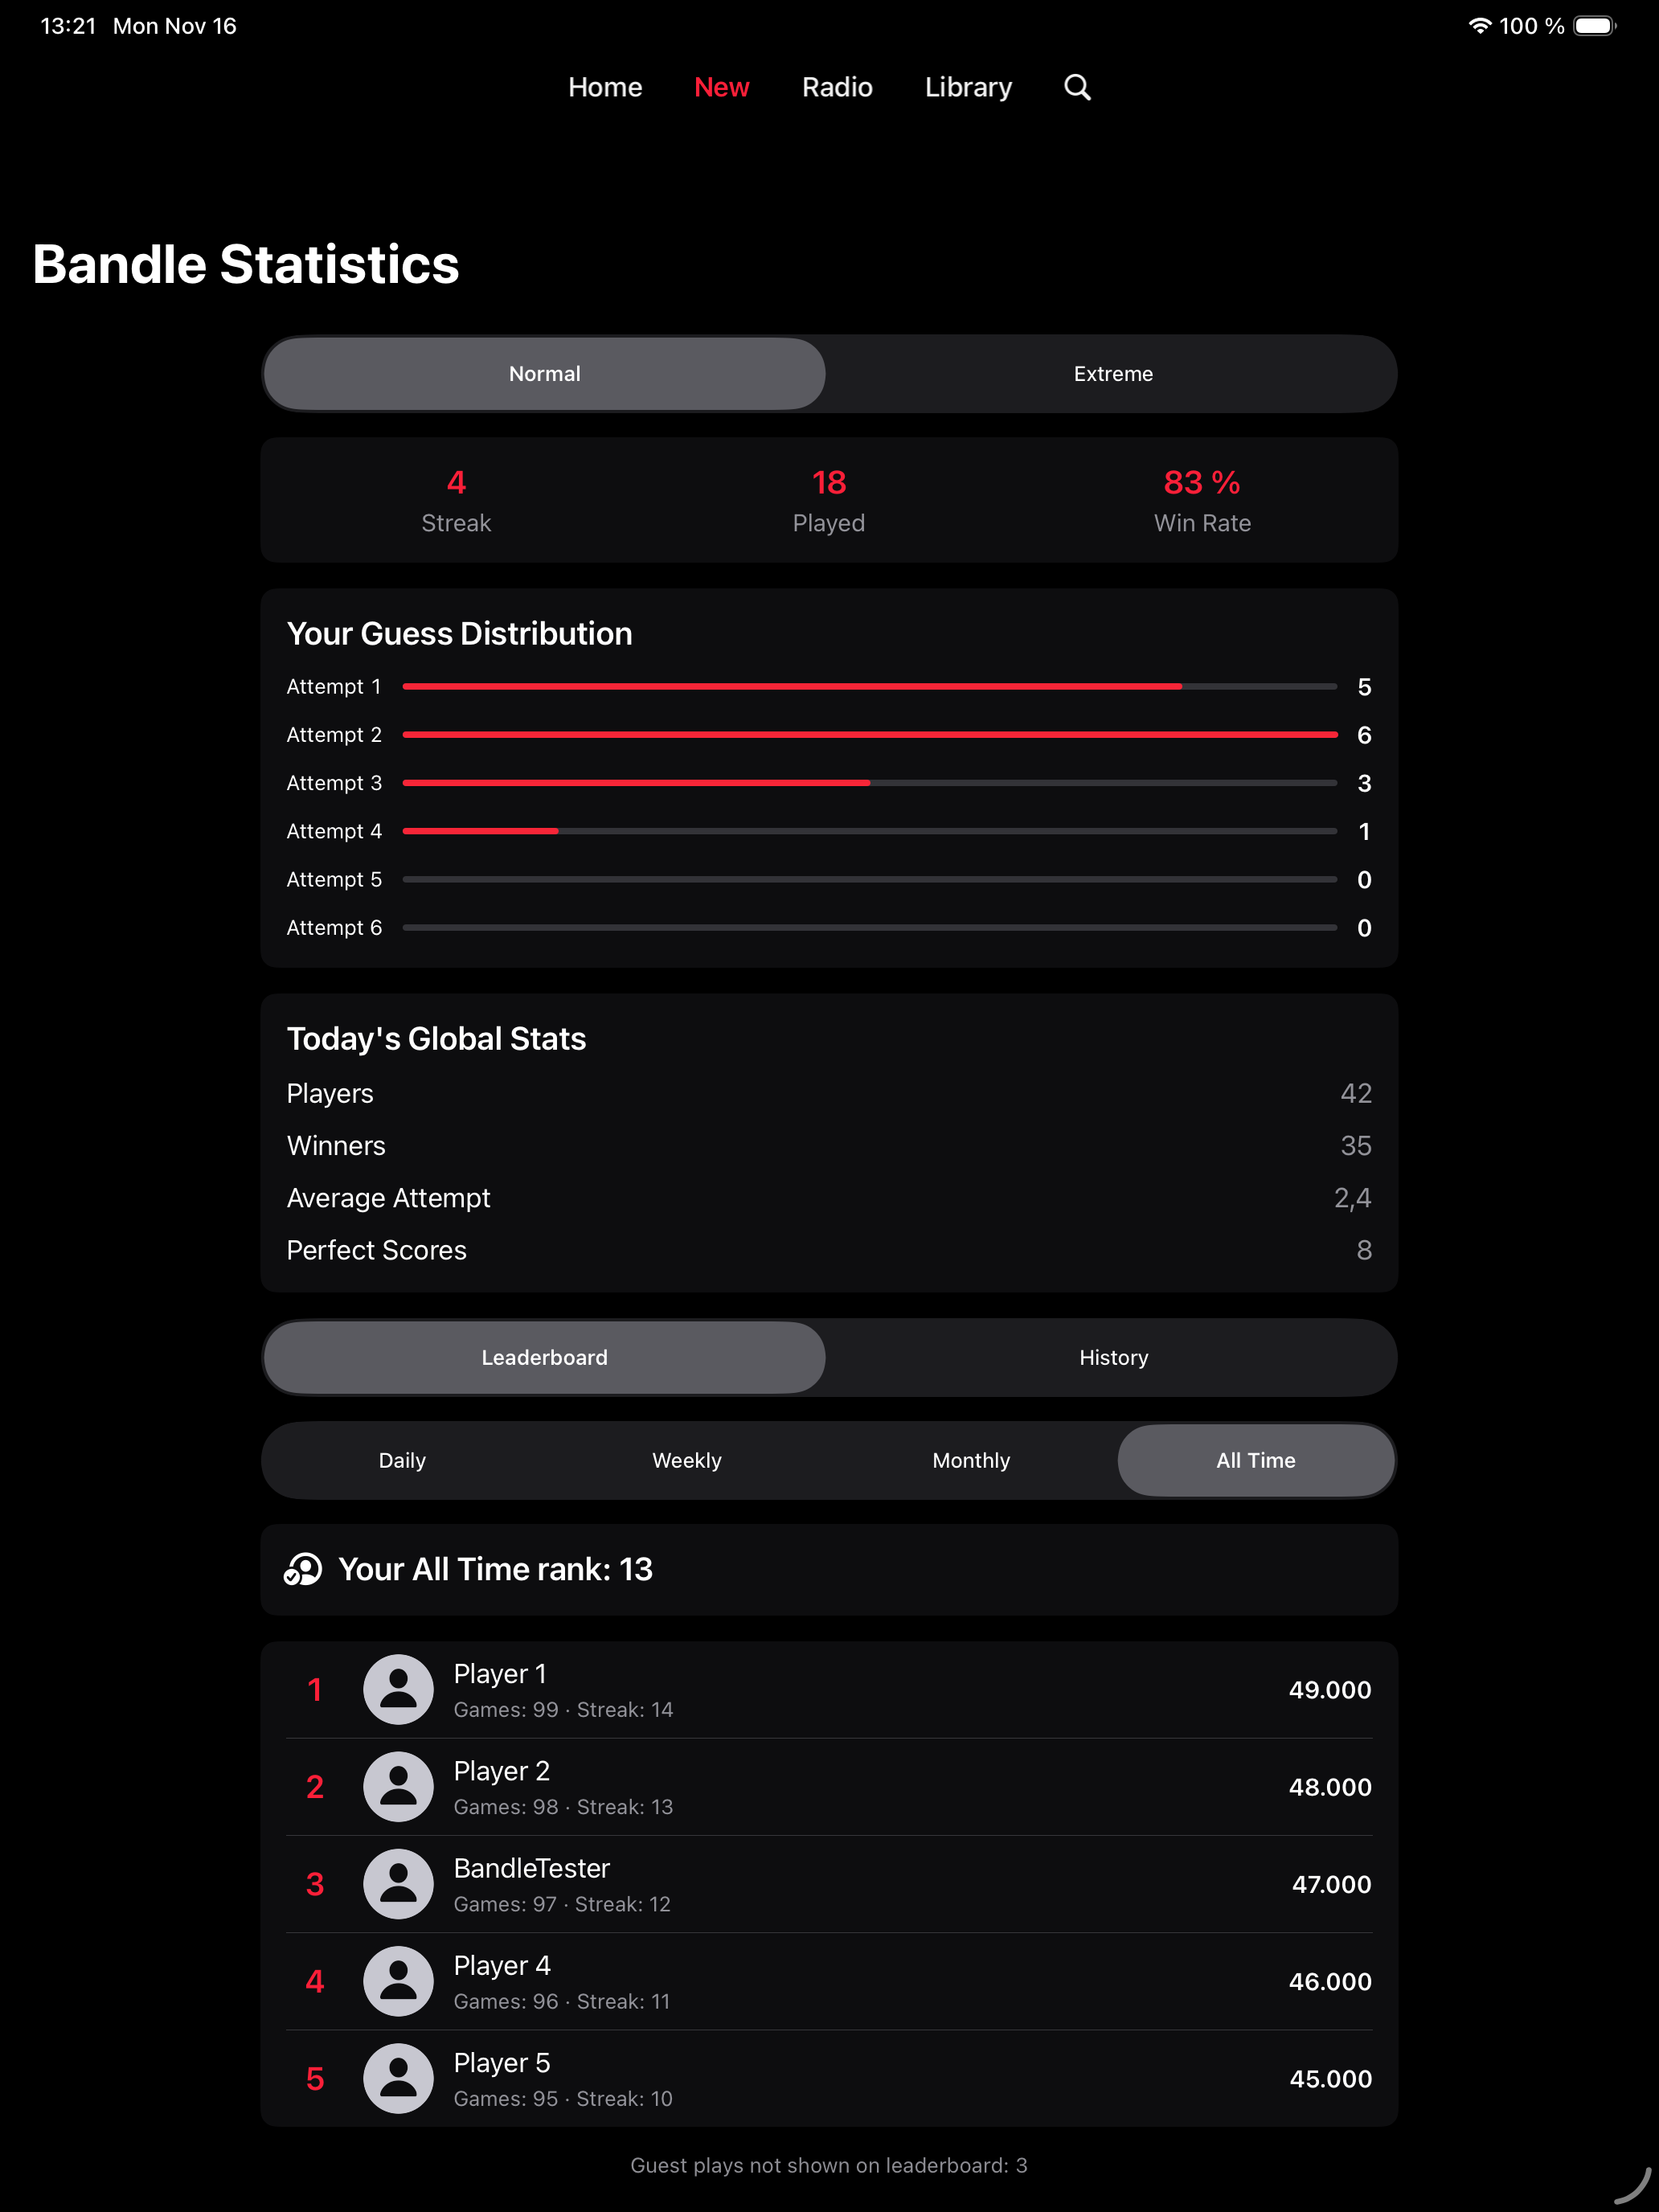 13:21 Mon Nov 16
100 %
Home New Radio Library
Bandle Statistics
Normal Extreme
4 18 83 %
Streak Played Win Rate
Your Guess Distribution
Attempt 1 5
Attempt 2 6
Attempt 3 3
Attempt 4 1
Attempt 5 0
Attempt 6 0
Today's Global Stats
Players 42
Winners 35
Average Attempt 2,4
Perfect Scores 8
Leaderboard History
Daily Weekly Monthly All Time
Your All Time rank: 13
1 Player 1 49.000
Games: 99 · Streak: 14
2 Player 2 48.000
Games: 98 · Streak: 13
3 BandleTester 47.000
Games: 97 · Streak: 12
4 Player 4 46.000
Games: 96 · Streak: 11
5 Player 5 45.000
Games: 95 · Streak: 10
Guest plays not shown on leaderboard: 3